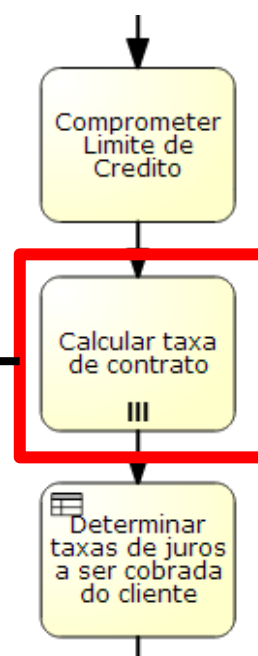 Comprometer
Limite de
Credito
Calcular taxa
de contrato
Determinar
taxas de juros
a ser cobrada
do cliente